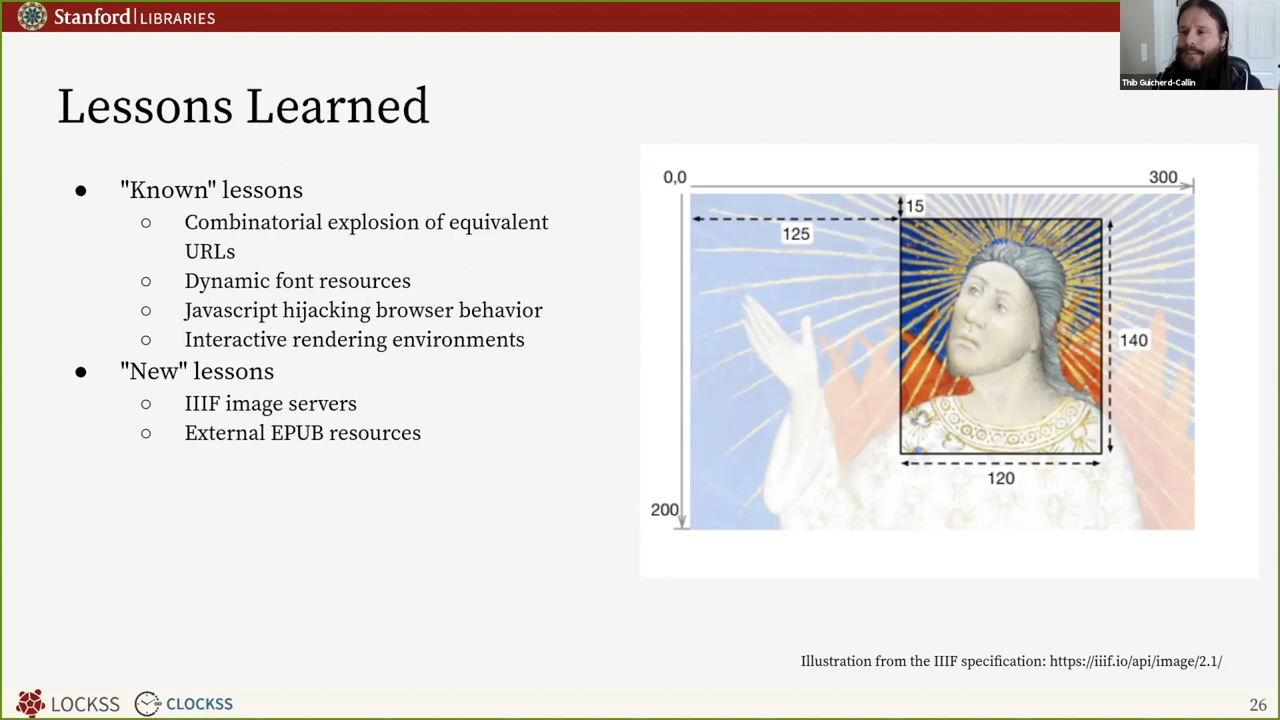 Stanford LIBRARIES
Thib Guicherd-Callin
Lessons Learned
● "Known" lessons
○ Combinatorial explosion of equivalent
URLs
○ Dynamic font resources
○ Javascript hijacking browser behavior
○ Interactive rendering environments
● "New" lessons
○ IIIF image servers
○ External EPUB resources
0,0
300
15
125
140
120
200
Illustration from the IIIF specification: https://iiif.io/api/image/2.1/
LOCKSS
CLOCKSS
26